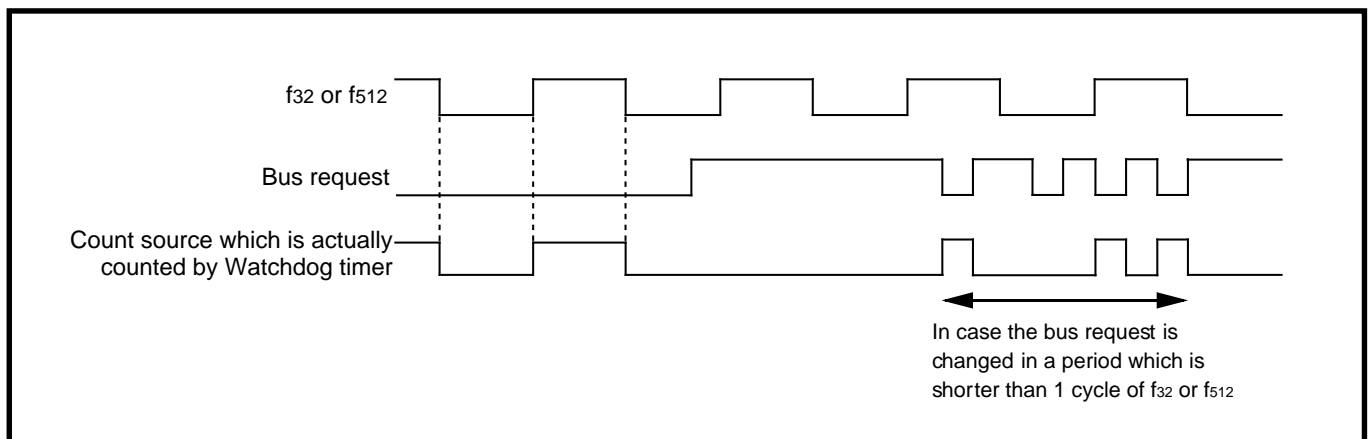 f32 or f512
Bus request
Count source which is actually
counted by Watchdog timer
In case the bus request is
changed in a period which is
shorter than 1 cycle of f32 or f512